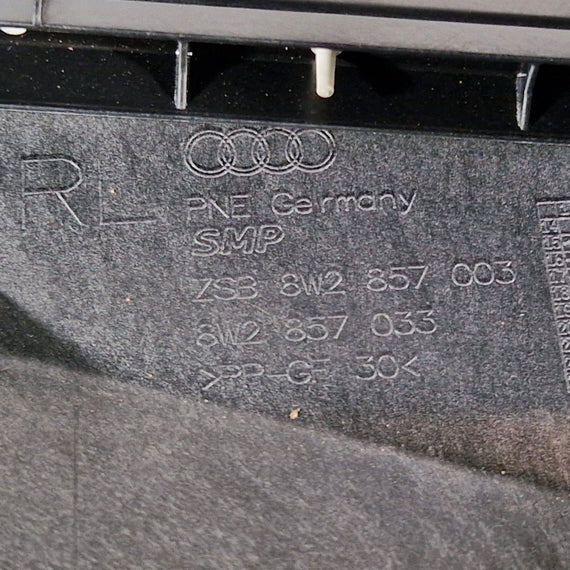 RL
PNE Germany
SMP
ZSB 8W2 857 003
8W2 857 033
>PP-GF 30<